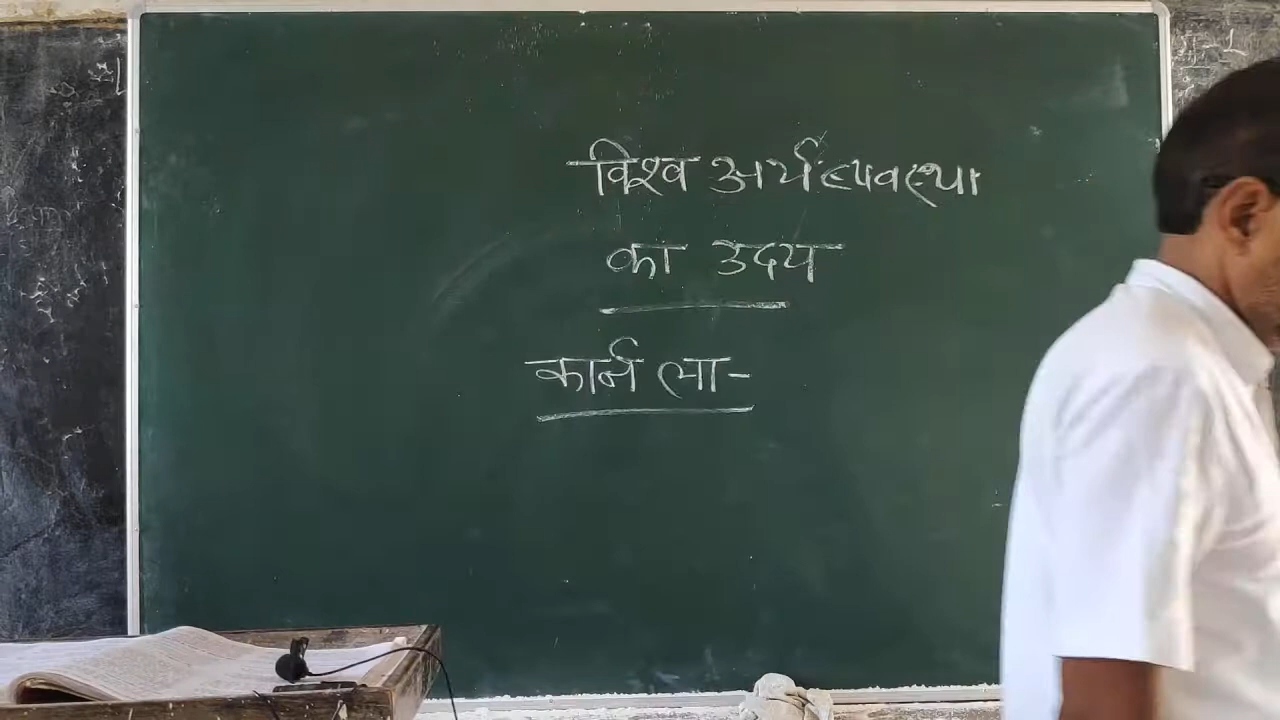 विश्व अर्थव्यवस्था
का उदय
कार्न ला-